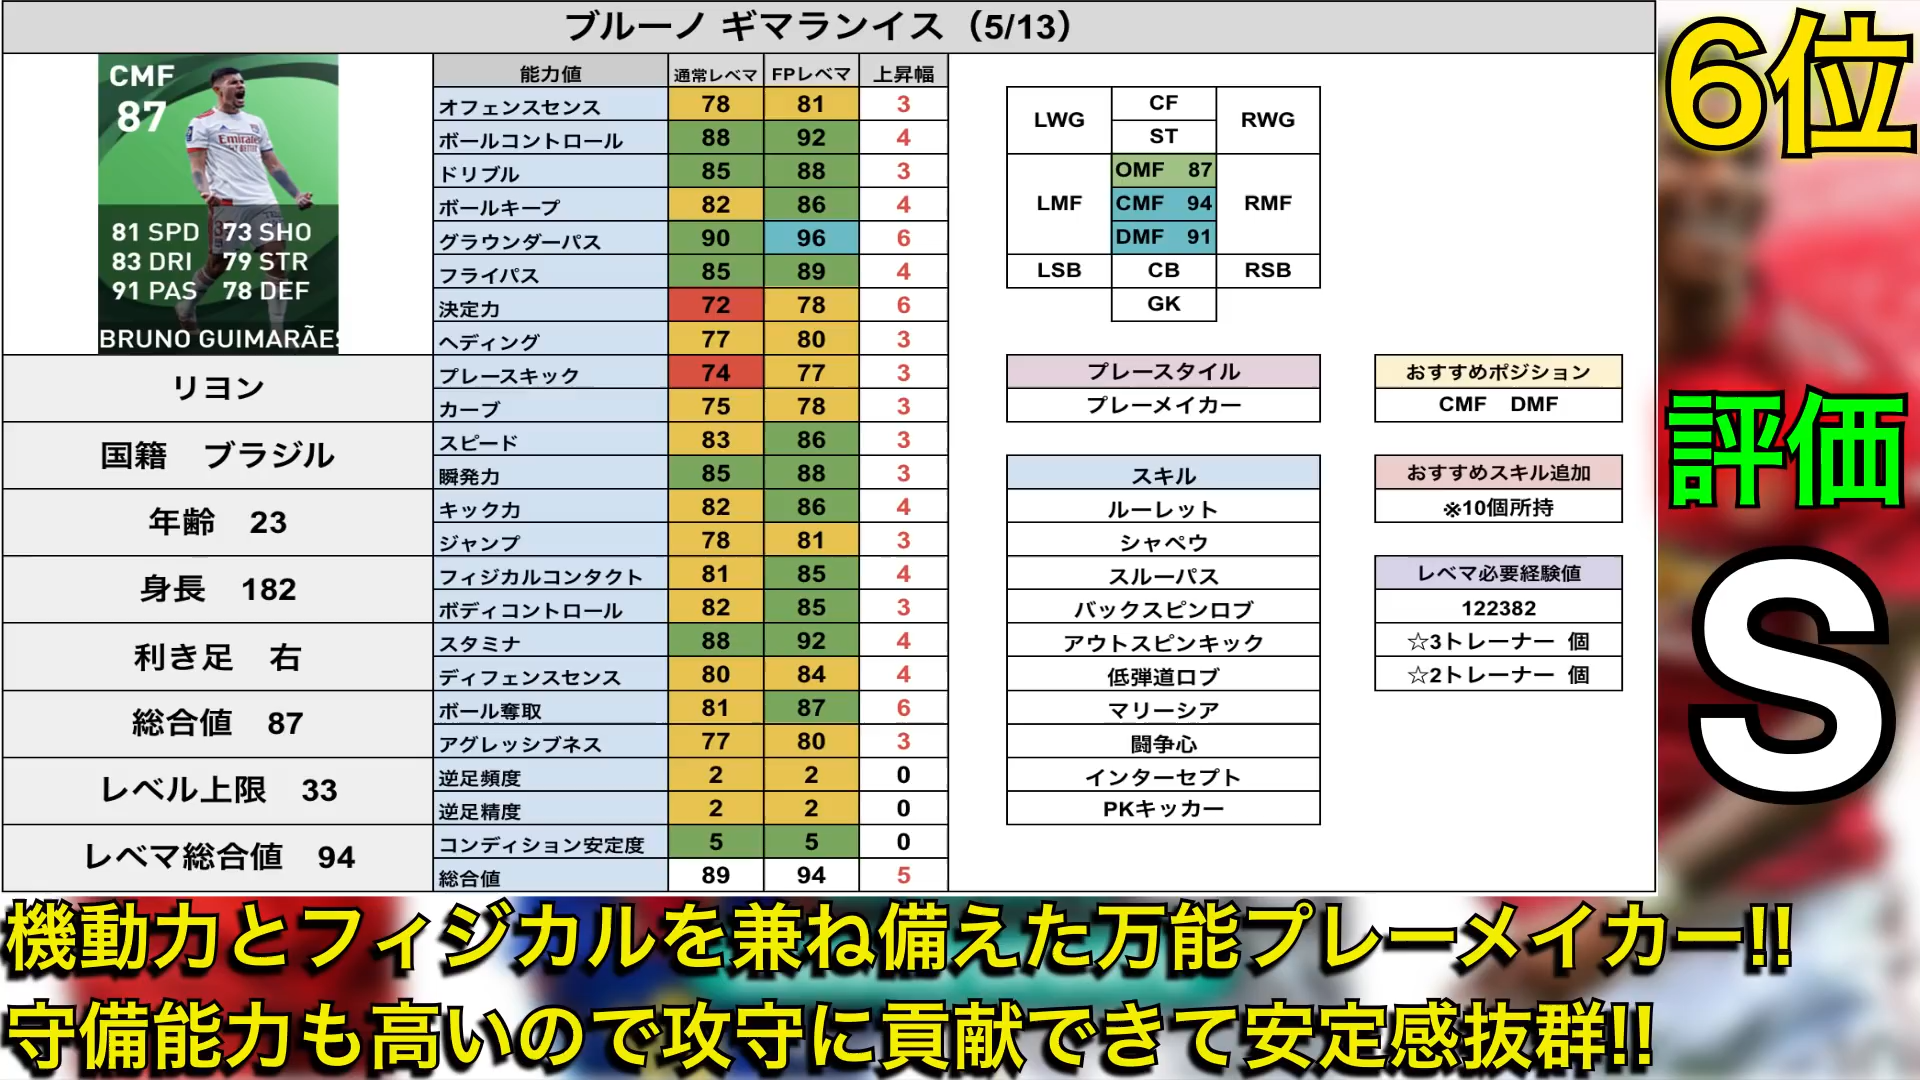 ブルーノ ギマランイス（5/13）
CMF
87
81 SPD 73 SHO
83 DRI 79 STR
91 PAS 78 DEF
BRUNO GUIMARÃES
リヨン
国籍　ブラジル
年齢　23
身長　182
利き足　右
総合値　87
レベル上限　33
レベマ総合値　94
能力値 通常レベマ FPレベマ 上昇幅
オフェンスセンス 78 81 3
ボールコントロール 88 92 4
ドリブル 85 88 3
ボールキープ 82 86 4
グラウンダーパス 90 96 6
フライパス 85 89 4
決定力 72 78 6
ヘディング 77 80 3
プレースキック 74 77 3
カーブ 75 78 3
スピード 83 86 3
瞬発力 85 88 3
キック力 82 86 4
ジャンプ 78 81 3
フィジカルコンタクト 81 85 4
ボディコントロール 82 85 3
スタミナ 88 92 4
ディフェンスセンス 80 84 4
ボール奪取 81 87 6
アグレッシブネス 77 80 3
逆足頻度 2 2 0
逆足精度 2 2 0
コンディション安定度 5 5 0
総合値 89 94 5
LWG CF RWG
ST
OMF 87
LMF CMF 94 RMF
DMF 91
LSB CB RSB
GK
プレースタイル
プレーメイカー
おすすめポジション
CMF DMF
スキル
ルーレット
シャペウ
スルーパス
バックスピンロブ
アウトスピンキック
低弾道ロブ
マリーシア
闘争心
インターセプト
PKキッカー
おすすめスキル追加
※10個所持
レベマ必要経験値
122382
☆3トレーナー 個
☆2トレーナー 個
6位
評価
S
機動力とフィジカルを兼ね備えた万能プレーメイカー!!
守備能力も高いので攻守に貢献できて安定感抜群!!